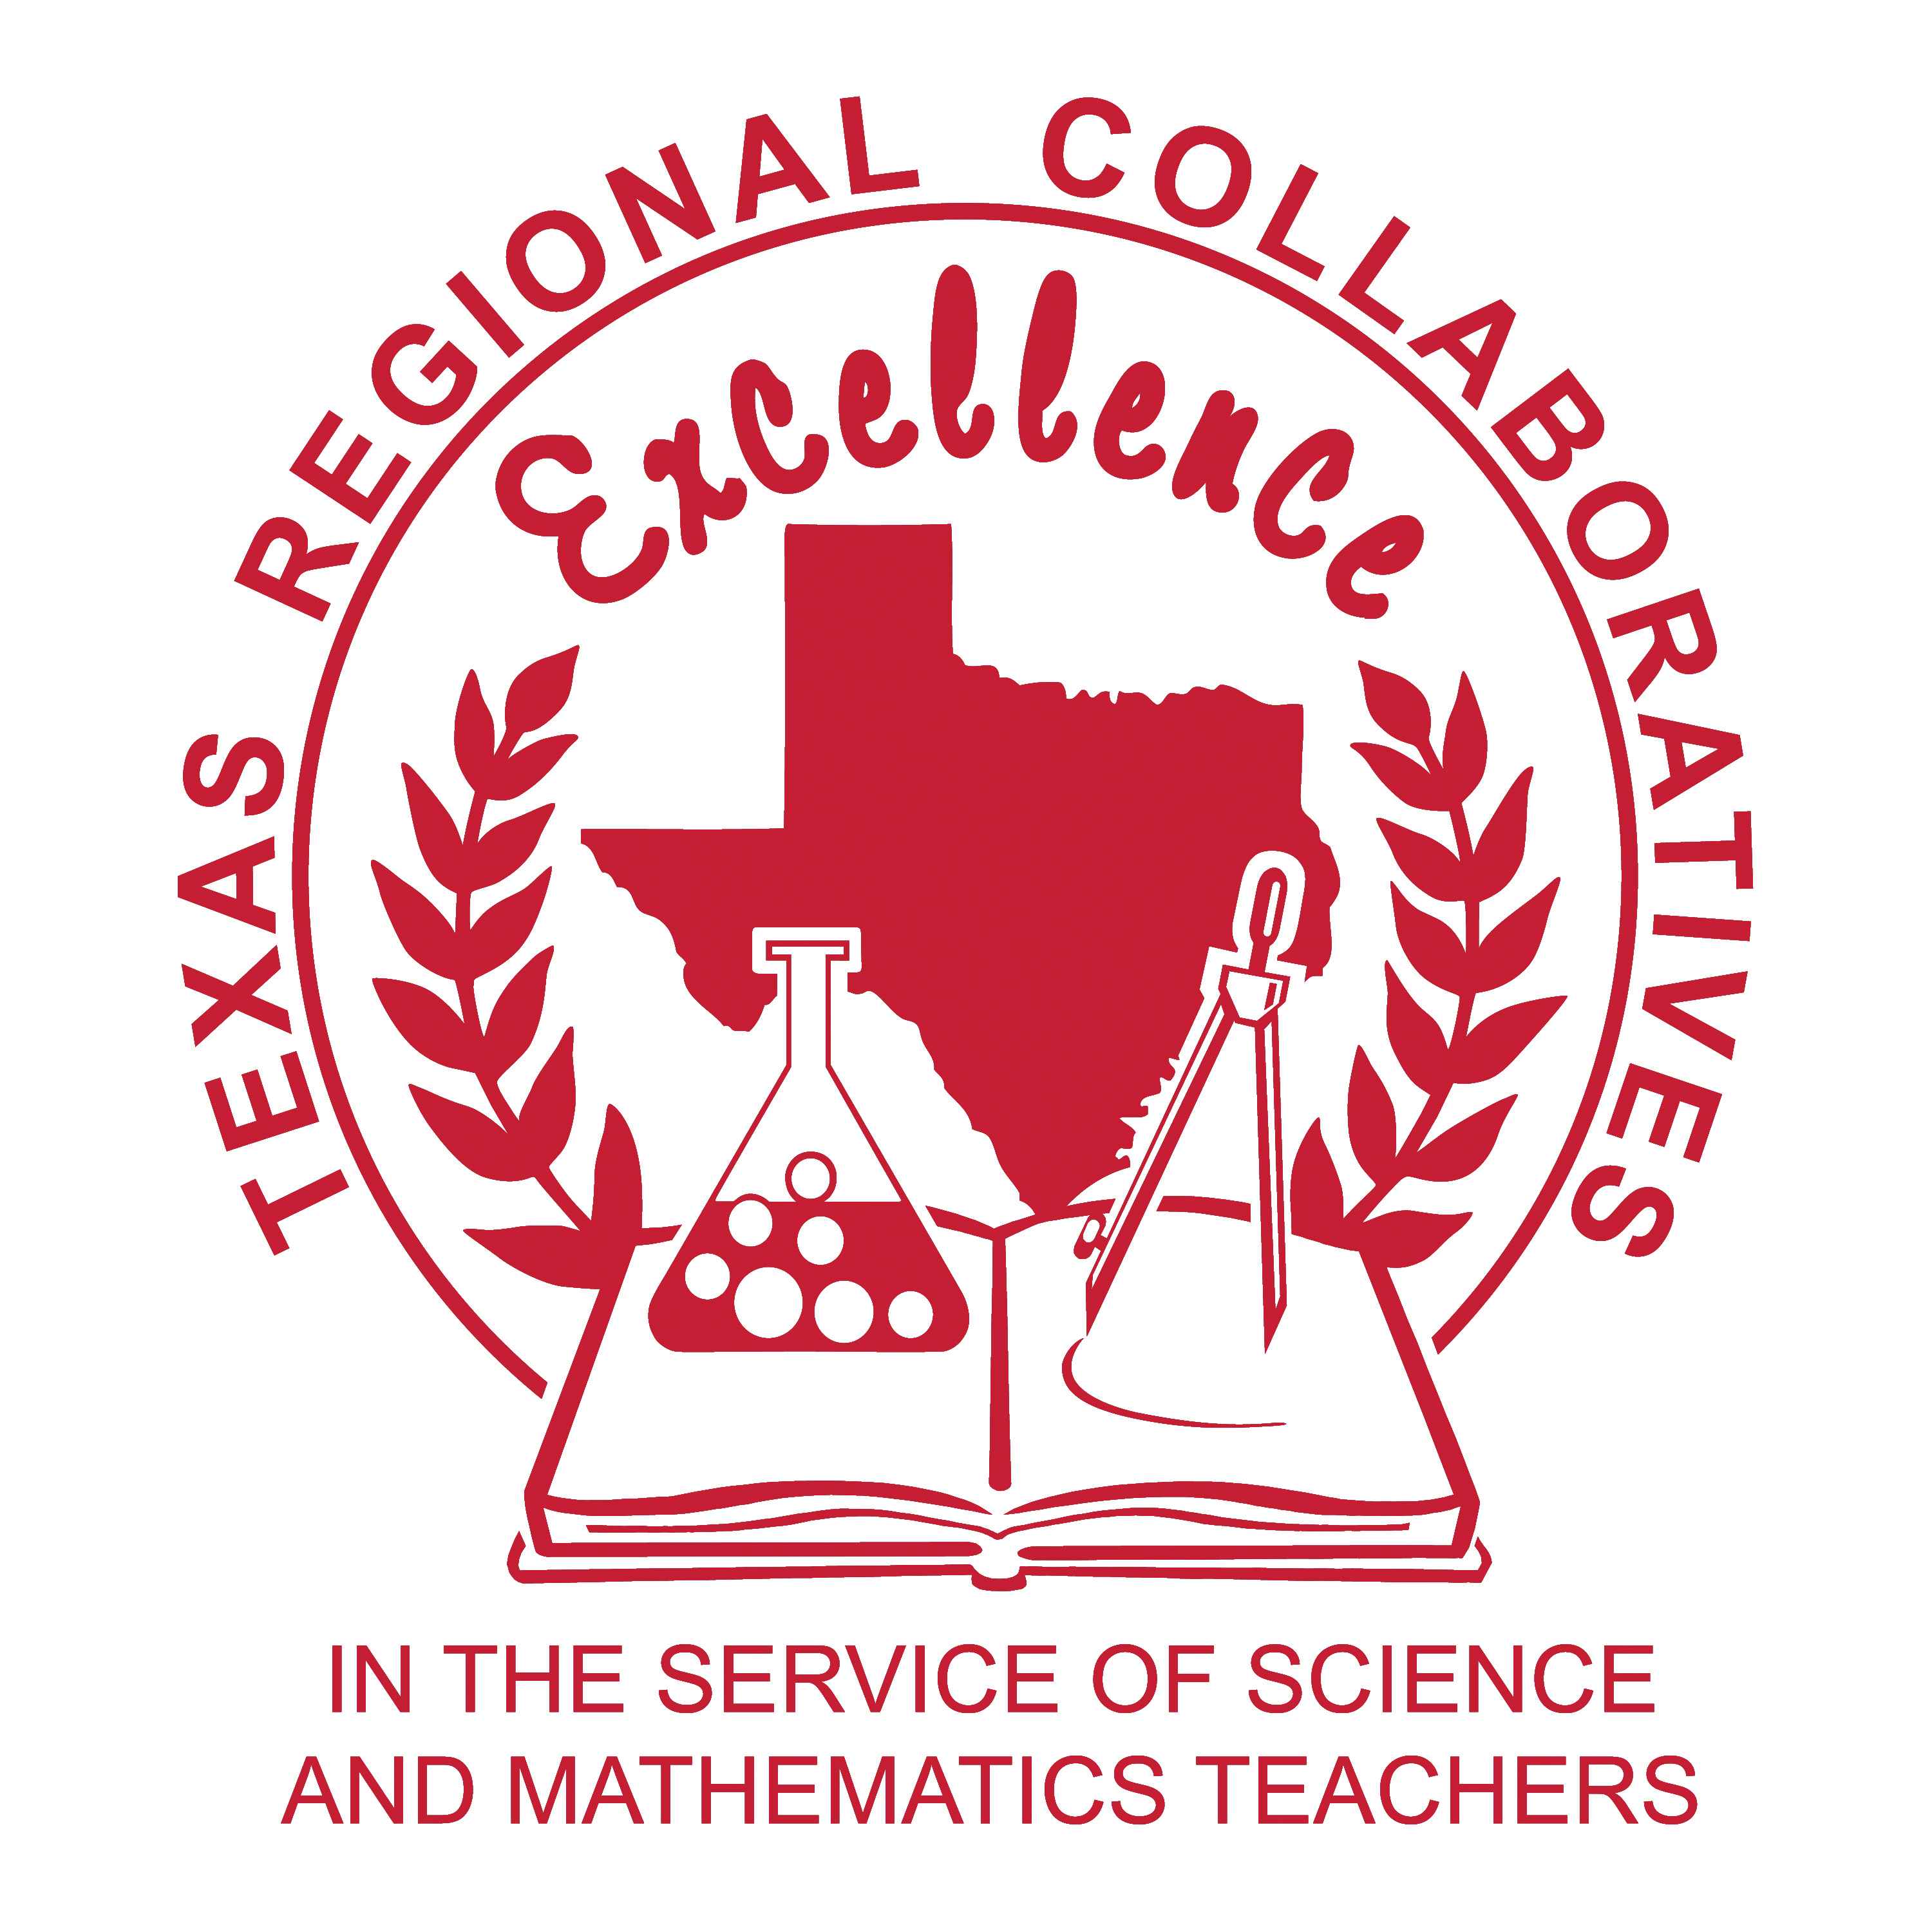 TEXAS REGIONAL COLLABORATIVES
Excellence
IN THE SERVICE OF SCIENCE
AND MATHEMATICS TEACHERS